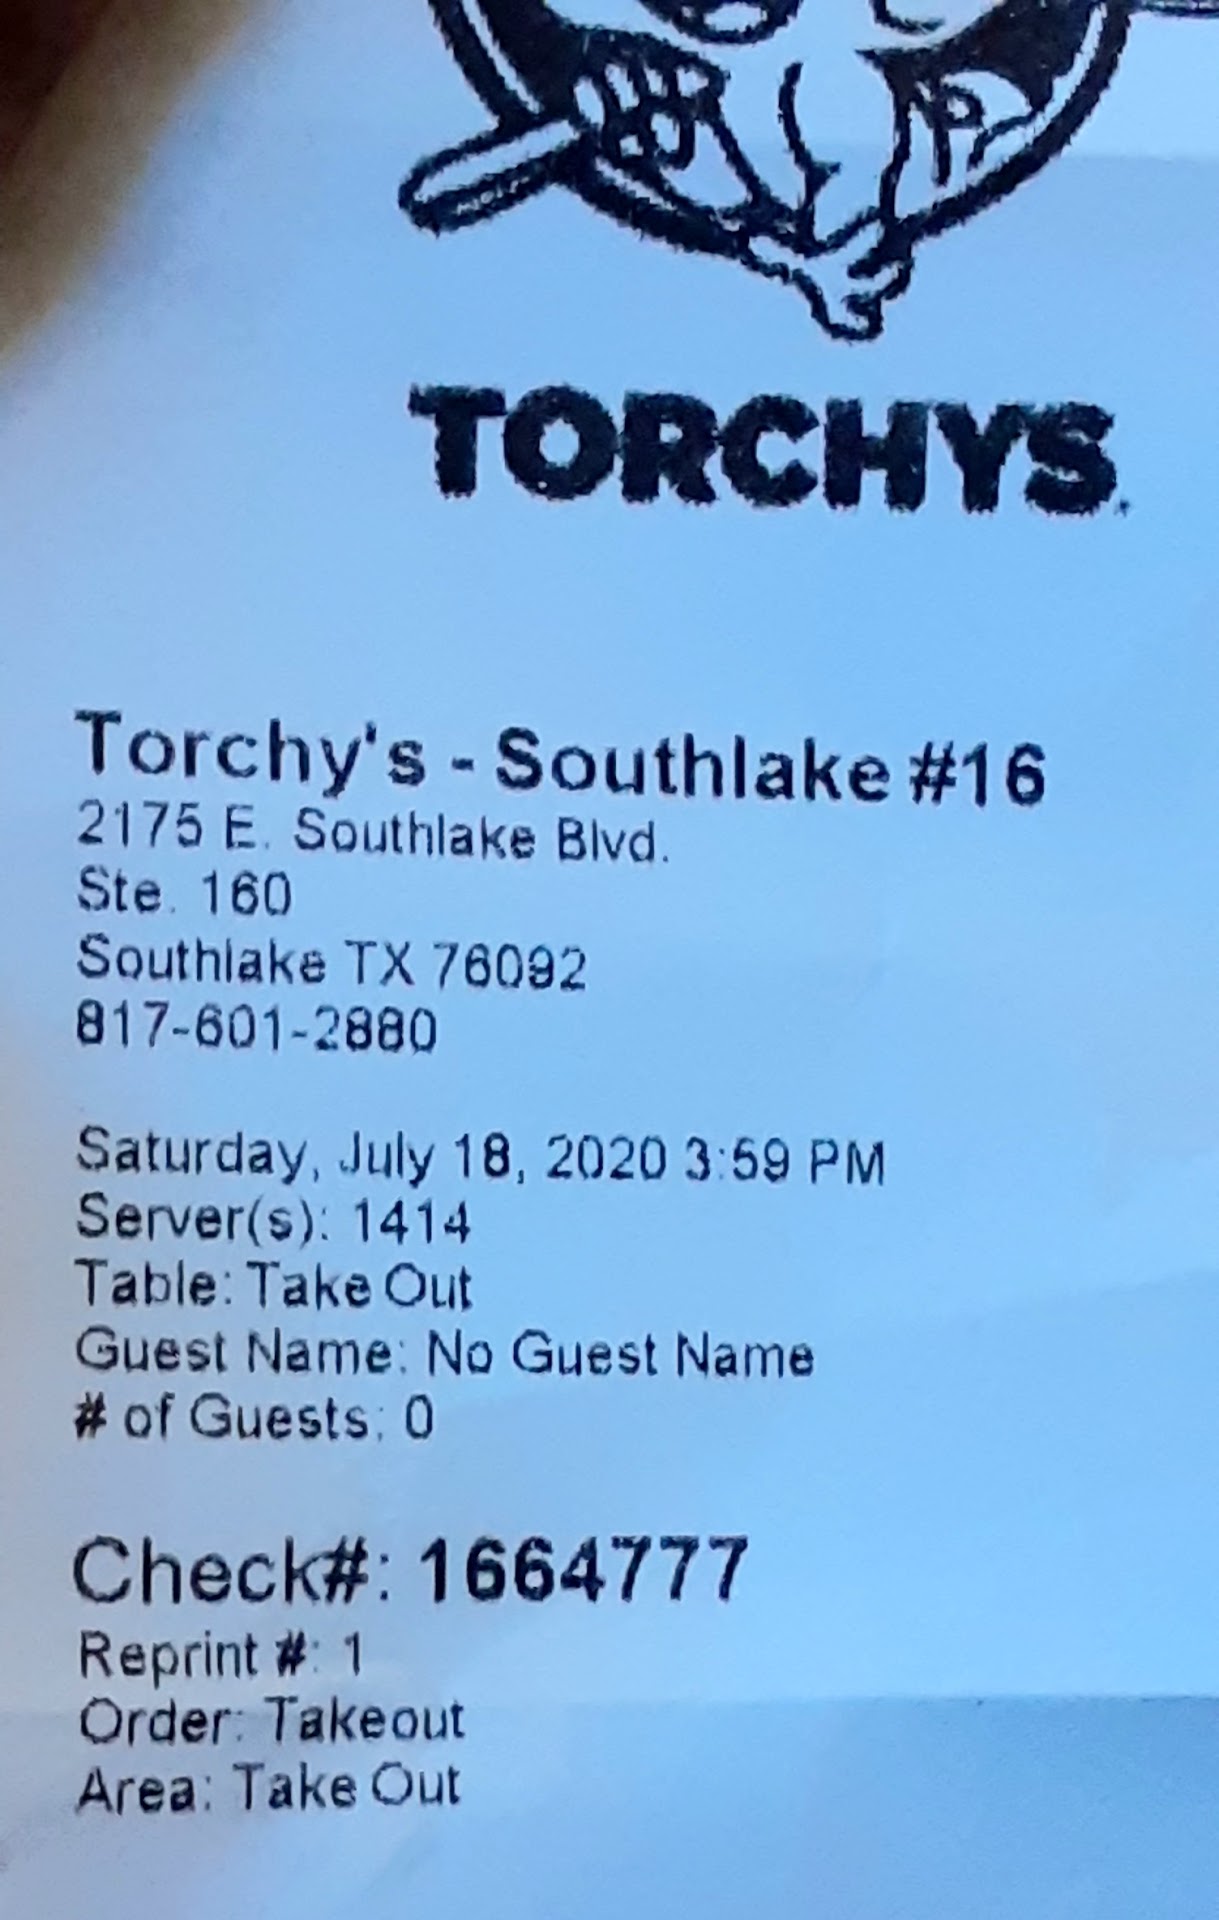 TORCHYS.
Torchy's - Southlake #16
2175 E. Southlake Blvd.
Ste. 160
Southlake TX 76092
817-601-2880
Saturday, July 18, 2020 3:59 PM
Server(s): 1414
Table: Take Out
Guest Name: No Guest Name
# of Guests: 0
Check#: 1664777
Reprint #: 1
Order: Takeout
Area: Take Out